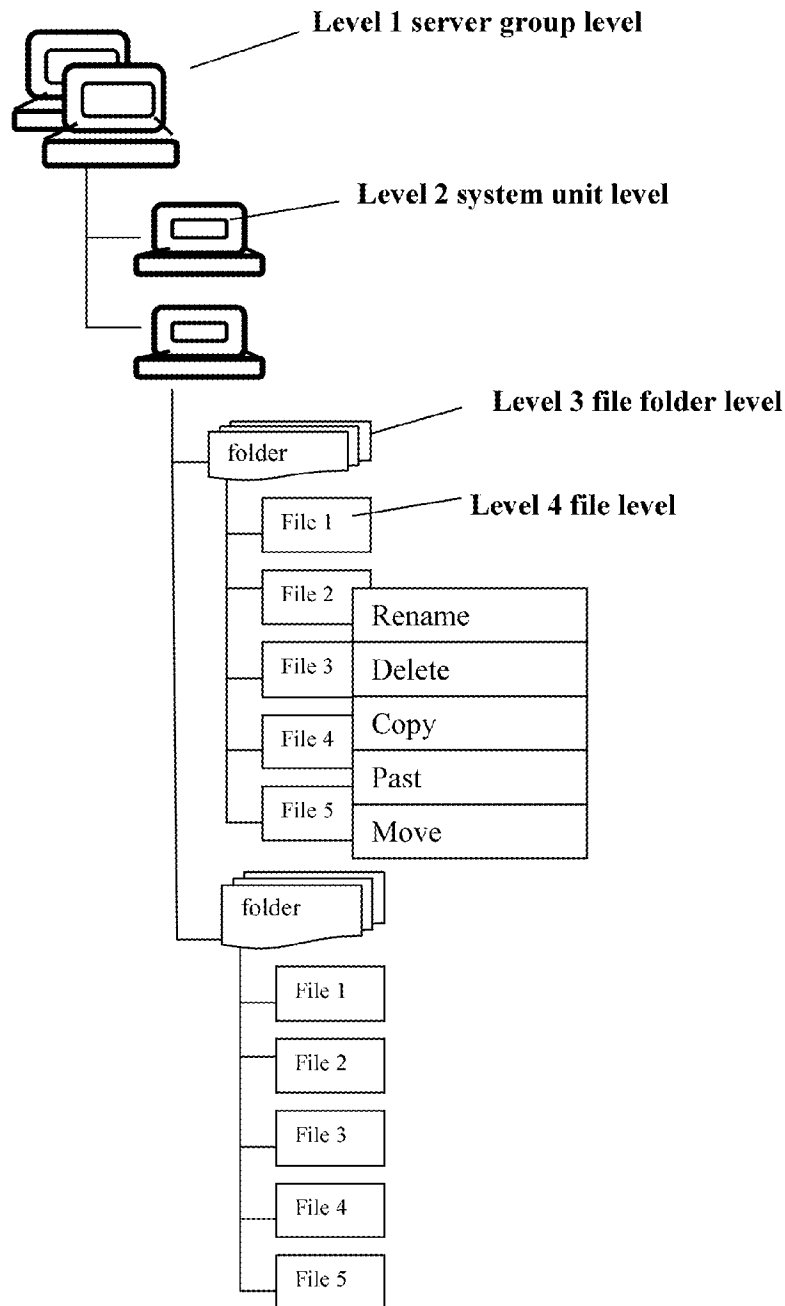 Level 1 server group level
Level 2 system unit level
Level 3 file folder level
folder
Level 4 file level
File 1
File 2
Rename
File 3
Delete
Copy
File 4
Past
File 5
Move
folder
File 1
File 2
File 3
File 4
File 5